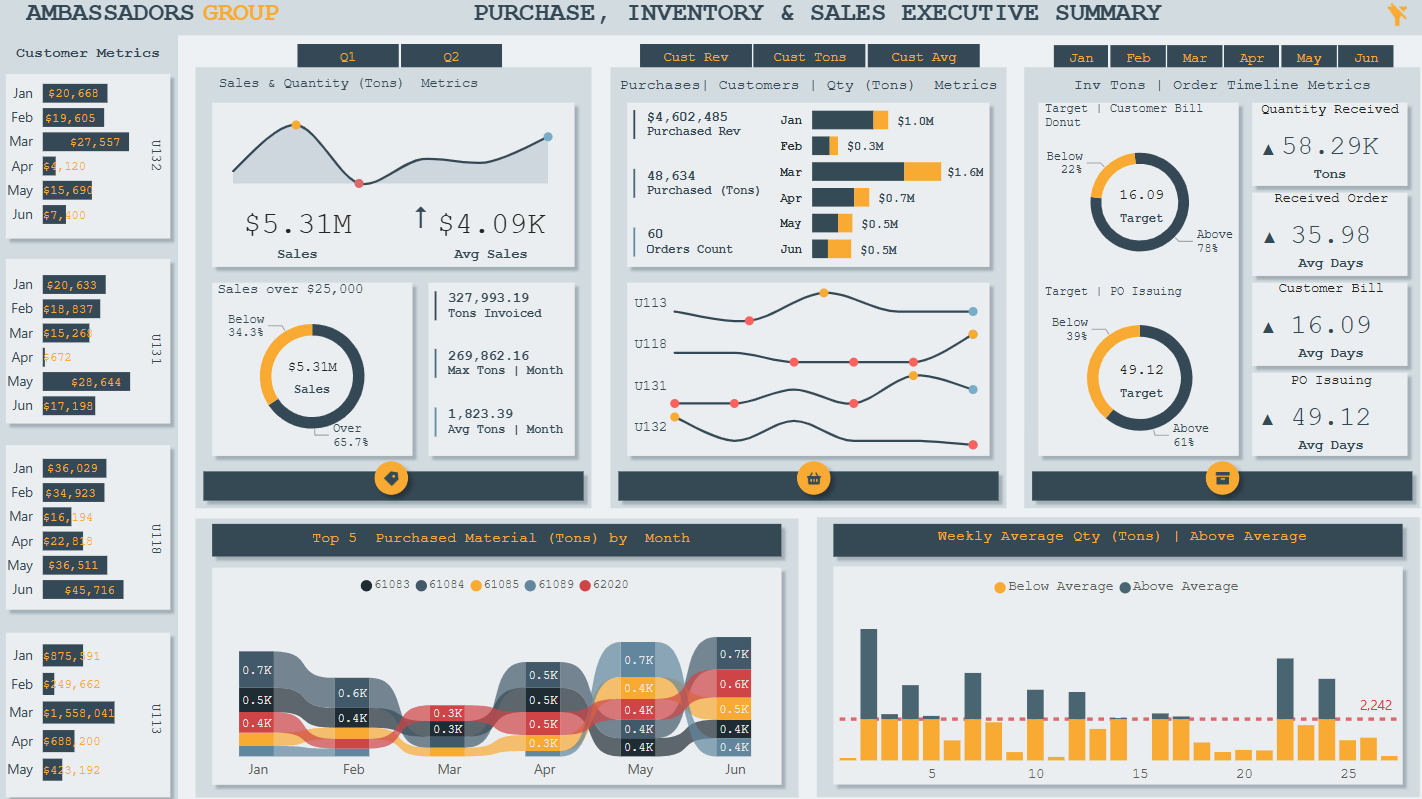 AMBASSADORS GROUP
PURCHASE, INVENTORY & SALES EXECUTIVE SUMMARY
Customer Metrics
Jan $20,668
Feb $19,605
Mar $27,557
Apr $4,120
May $15,690
Jun $7,400
U132
Jan $20,633
Feb $18,837
Mar $15,268
Apr $672
May $28,644
Jun $17,198
U131
Jan $36,029
Feb $34,923
Mar $16,194
Apr $22,818
May $36,511
Jun $45,716
U118
Jan $875,591
Feb $249,662
Mar $1,558,041
Apr $688,200
May $423,192
U113
Q1 Q2
Sales & Quantity (Tons) Metrics
$5.31M
Sales
↑ $4.09K
Avg Sales
Sales over $25,000
Below
34.3%
$5.31M
Sales
Over
65.7%
327,993.19
Tons Invoiced
269,862.16
Max Tons | Month
1,823.39
Avg Tons | Month
Cust Rev Cust Tons Cust Avg
Purchases| Customers | Qty (Tons) Metrics
$4,602,485
Purchased Rev
48,634
Purchased (Tons)
60
Orders Count
Jan $1.0M
Feb $0.3M
Mar $1.6M
Apr $0.7M
May $0.5M
Jun $0.5M
U113
U118
U131
U132
Jan Feb Mar Apr May Jun
Inv Tons | Order Timeline Metrics
Target | Customer Bill
Donut
Below
22%
16.09
Target
Above
78%
Target | PO Issuing
Below
39%
49.12
Target
Above
61%
Quantity Received
▲ 58.29K
Tons
Received Order
▲ 35.98
Avg Days
Customer Bill
▲ 16.09
Avg Days
PO Issuing
▲ 49.12
Avg Days
Top 5 Purchased Material (Tons) by Month
61083 61084 61085 61089 62020
0.7K
0.5K
0.4K
0.6K
0.4K
0.3K
0.3K
0.5K
0.5K
0.5K
0.3K
0.7K
0.4K
0.4K
0.4K
0.4K
0.7K
0.6K
0.5K
0.4K
0.4K
Jan Feb Mar Apr May Jun
Weekly Average Qty (Tons) | Above Average
Below Average Above Average
2,242
5 10 15 20 25